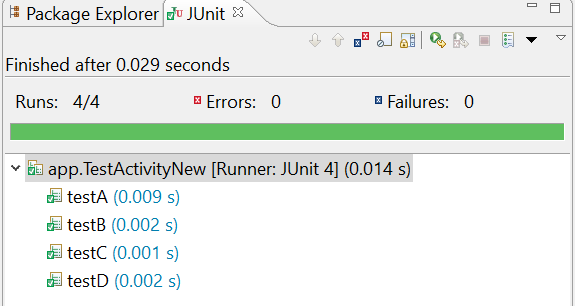 Package Explorer JUnit
Finished after 0.029 seconds
Runs: 4/4 Errors: 0 Failures: 0
app.TestActivityNew [Runner: JUnit 4] (0.014 s)
testA (0.009 s)
testB (0.002 s)
testC (0.001 s)
testD (0.002 s)